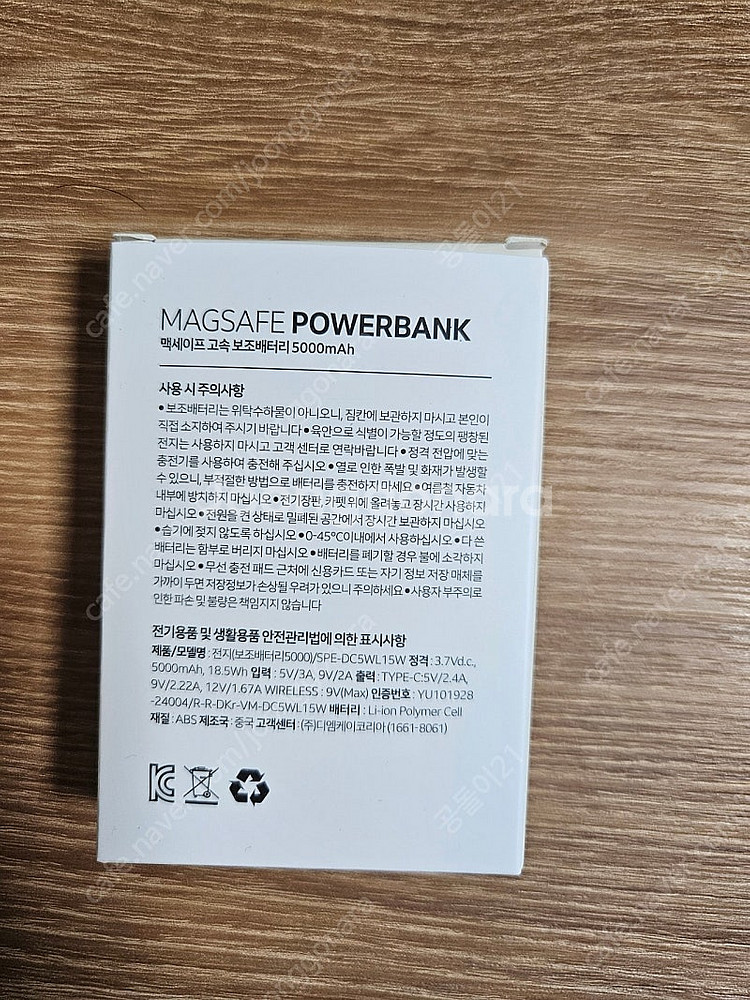 MAGSAFE POWERBANK
맥세이프 고속 보조배터리 5000mAh
사용 시 주의사항
• 보조배터리는 위탁수하물이 아니오니, 짐칸에 보관하지 마시고 본인이
직접 소지하여 주시기 바랍니다 • 육안으로 식별이 가능할 정도의 팽창된
전지는 사용하지 마시고 고객 센터로 연락바랍니다 • 정격 전압에 맞는
충전기를 사용하여 충전해 주십시오 • 열로 인한 폭발 및 화재가 발생할
수 있으니, 부적절한 방법으로 배터리를 충전하지 마세요 • 여름철 자동차
내부에 방치하지 마십시오 • 전기장판, 카펫 위에 올려놓고 장시간 사용하지
마십시오 • 전원을 켠 상태로 밀폐된 공간에서 장시간 보관하지 마십시오
• 습기에 젖지 않도록 하십시오 • 0-45℃이내에서 사용하십시오 • 다 쓴
배터리는 함부로 버리지 마십시오 • 배터리를 폐기할 경우 불에 소각하지
마십시오 • 무선 충전 패드 근처에 신용카드 또는 자기 정보 저장 매체를
가까이 두면 저장정보가 손상될 우려가 있으니 주의하세요 • 사용자 부주의로
인한 파손 및 불량은 책임지지 않습니다
전기용품 및 생활용품 안전관리법에 의한 표시사항
제품/모델명 : 전지(보조배터리5000)/SPE-DC5WL15W 정격 : 3.7Vd.c.,
5000mAh, 18.5Wh 입력 : 5V/3A, 9V/2A 출력 : TYPE-C:5V/2.4A,
9V/2.22A, 12V/1.67A WIRELESS : 9V(Max) 인증번호 : YU101928
-24004/R-R-DKr-VM-DC5WL15W 배터리 : Li-ion Polymer Cell
재질 : ABS 제조국 : 중국 고객센터 : (주)디엠케이코리아 (1661-8061)
cafe.naver.com/joonggonara
공돌이21